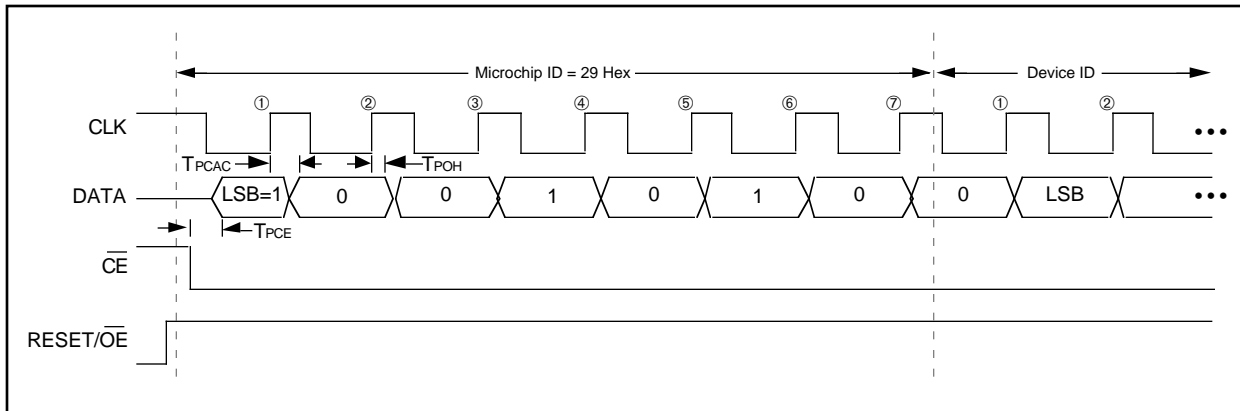 Microchip ID = 29 Hex Device ID
① ② ③ ④ ⑤ ⑥ ⑦ ① ②
CLK •••
TPCAC TPOH
DATA LSB=1 0 0 1 0 1 0 0 LSB •••
TPCE
CE
RESET/OE